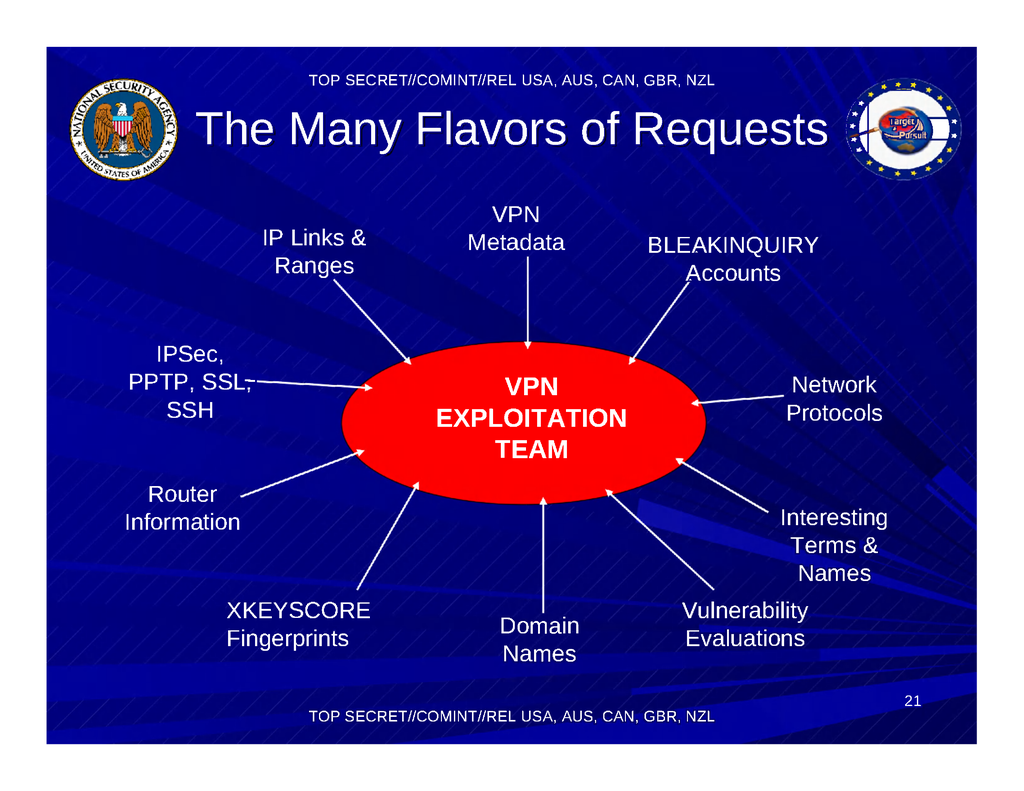 TOP SECRET//COMINT//REL USA, AUS, CAN, GBR, NZL
NATIONAL SECURITY AGENCY
UNITED STATES OF AMERICA
The Many Flavors of Requests
Target
Pursuit
VPN
Metadata
IP Links &
Ranges
BLEAKINQUIRY
Accounts
IPSec,
PPTP, SSL,
SSH
VPN
EXPLOITATION
TEAM
Network
Protocols
Router
Information
Interesting
Terms &
Names
XKEYSCORE
Fingerprints
Domain
Names
Vulnerability
Evaluations
21
TOP SECRET//COMINT//REL USA, AUS, CAN, GBR, NZL